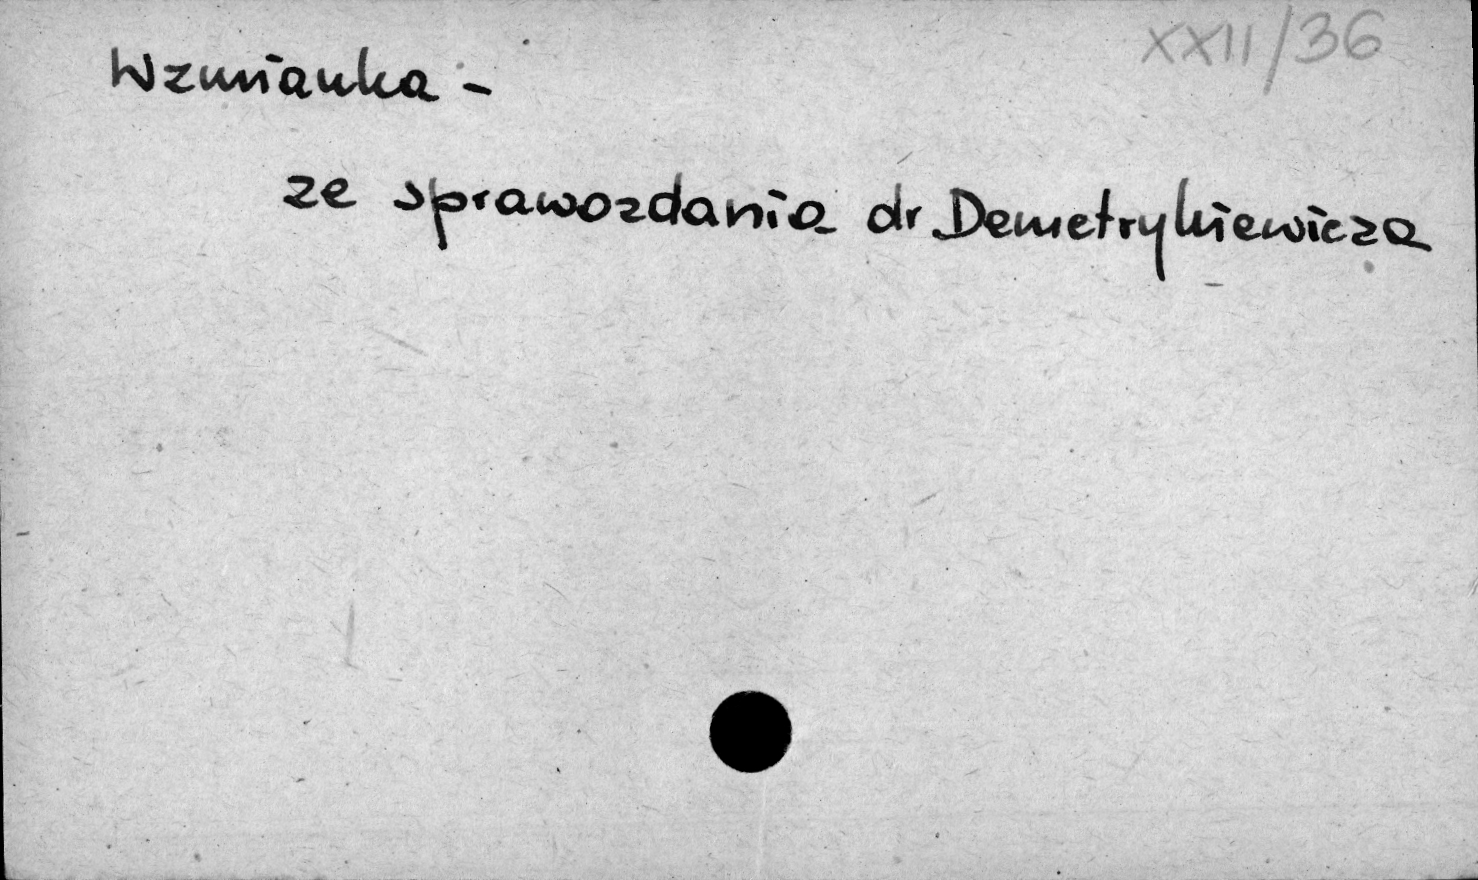 XXII/36
Wzmianka -
ze sprawozdania dr Demetrykiewicza